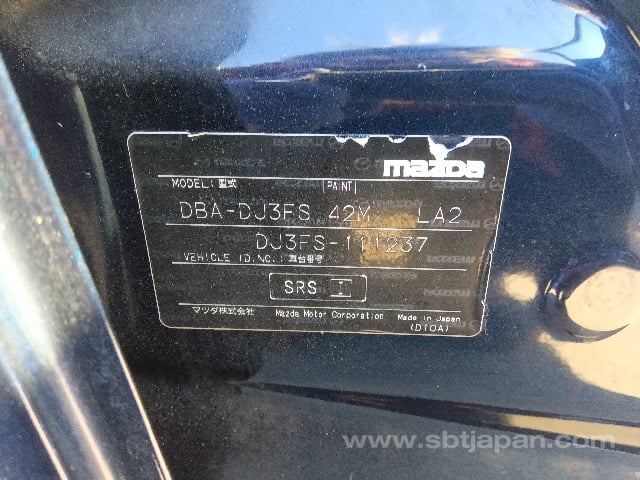 mazda
MODEL:型式 PAINT
DBA-DJ3FS 42M LA2
DJ3FS-111237
VEHICLE ID.NO.:車台番号
SRS I
マツダ株式会社 Mazda Motor Corporation Made in Japan
(D10A)
www.sbtjapan.com